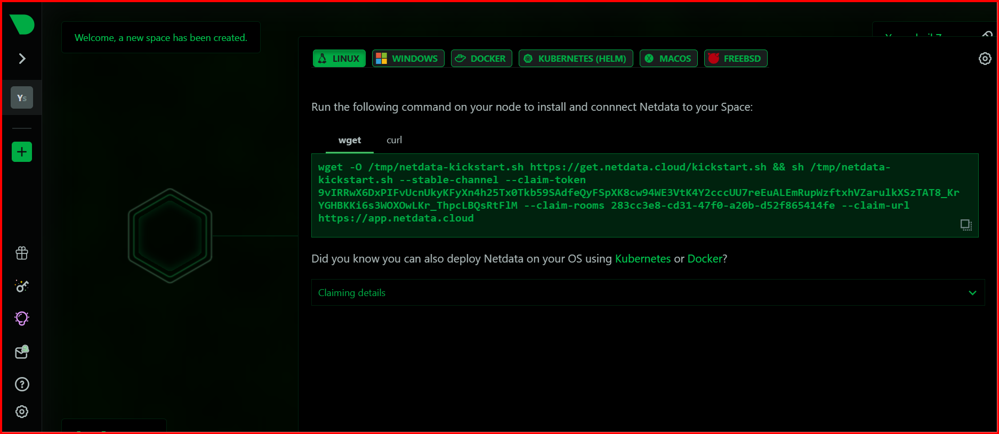 Welcome, a new space has been created.
LINUX
WINDOWS
DOCKER
KUBERNETES (HELM)
MACOS
FREEBSD
Ys
Run the following command on your node to install and connnect Netdata to your Space:
wget
curl
wget -O /tmp/netdata-kickstart.sh https://get.netdata.cloud/kickstart.sh && sh /tmp/netdata-
kickstart.sh --stable-channel --claim-token
9vIRRwX6DxPIFvUcnUkyKFyXn4h25Tx0Tkb59SAdfeQyFSpXK8cw94WE3VtK4Y2cccUU7reEuALEmRupWzftxhVZarulkXSzTAT8_Kr
YGHBKKi6s3WOXOwLKr_ThpcLBQsRtFlM --claim-rooms 283cc3e8-cd31-47f0-a20b-d52f865414fe --claim-url
https://app.netdata.cloud
Did you know you can also deploy Netdata on your OS using Kubernetes or Docker?
Claiming details